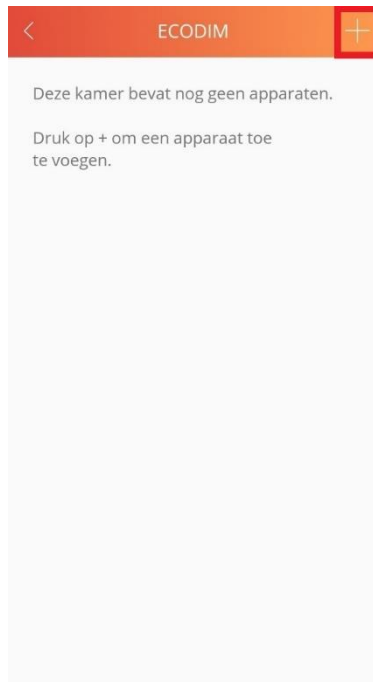 ECODIM
Deze kamer bevat nog geen apparaten.
Druk op + om een apparaat toe
te voegen.